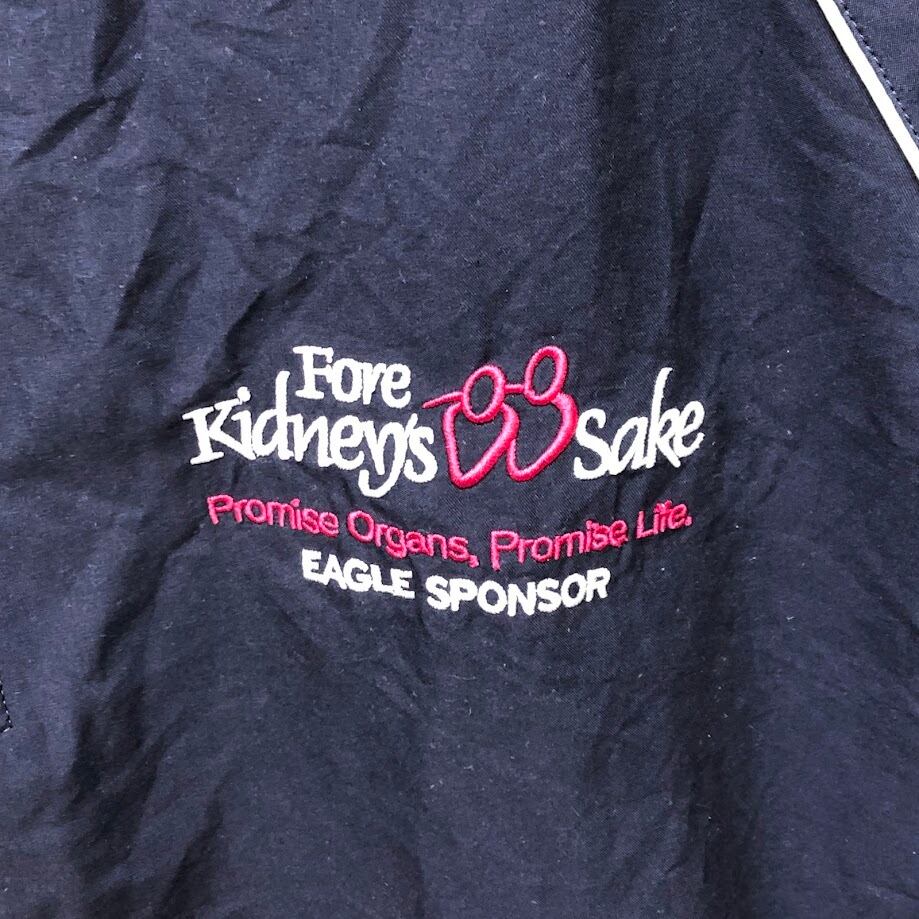 Fore
Kidney's Sake
Promise Organs, Promise Life.
EAGLE SPONSOR